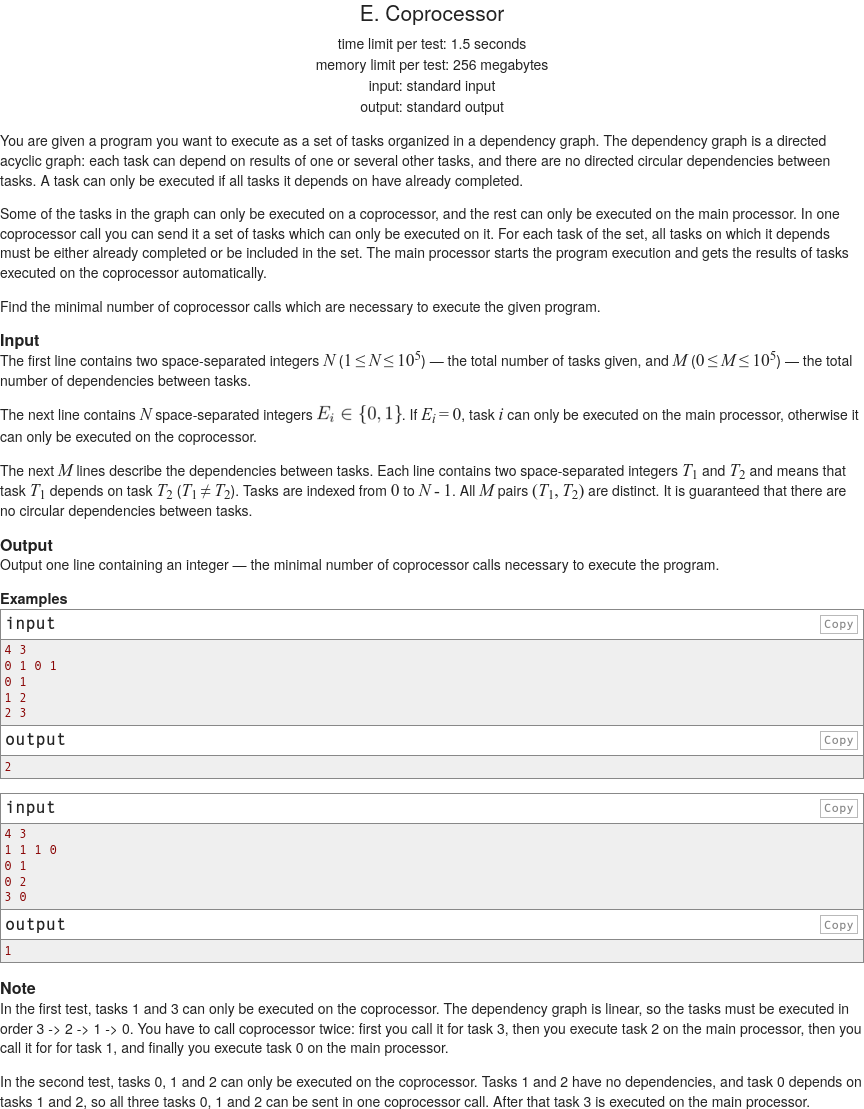 E. Coprocessor
time limit per test: 1.5 seconds
memory limit per test: 256 megabytes
input: standard input
output: standard output
You are given a program you want to execute as a set of tasks organized in a dependency graph. The dependency graph is a directed
acyclic graph: each task can depend on results of one or several other tasks, and there are no directed circular dependencies between
tasks. A task can only be executed if all tasks it depends on have already completed.
Some of the tasks in the graph can only be executed on a coprocessor, and the rest can only be executed on the main processor. In one
coprocessor call you can send it a set of tasks which can only be executed on it. For each task of the set, all tasks on which it depends
must be either already completed or be included in the set. The main processor starts the program execution and gets the results of tasks
executed on the coprocessor automatically.
Find the minimal number of coprocessor calls which are necessary to execute the given program.
Input
The first line contains two space-separated integers N (1 ≤ N ≤ 10^5) — the total number of tasks given, and M (0 ≤ M ≤ 10^5) — the total
number of dependencies between tasks.
The next line contains N space-separated integers E_i ∈ {0, 1}. If E_i = 0, task i can only be executed on the main processor, otherwise it
can only be executed on the coprocessor.
The next M lines describe the dependencies between tasks. Each line contains two space-separated integers T_1 and T_2 and means that
task T_1 depends on task T_2 (T_1 ≠ T_2). Tasks are indexed from 0 to N - 1. All M pairs (T_1, T_2) are distinct. It is guaranteed that there are
no circular dependencies between tasks.
Output
Output one line containing an integer — the minimal number of coprocessor calls necessary to execute the program.
Examples
input Copy
4 3
0 1 0 1
0 1
1 2
2 3
output Copy
2
input Copy
4 3
1 1 1 0
0 1
0 2
3 0
output Copy
1
Note
In the first test, tasks 1 and 3 can only be executed on the coprocessor. The dependency graph is linear, so the tasks must be executed in
order 3 -> 2 -> 1 -> 0. You have to call coprocessor twice: first you call it for task 3, then you execute task 2 on the main processor, then you
call it for for task 1, and finally you execute task 0 on the main processor.
In the second test, tasks 0, 1 and 2 can only be executed on the coprocessor. Tasks 1 and 2 have no dependencies, and task 0 depends on
tasks 1 and 2, so all three tasks 0, 1 and 2 can be sent in one coprocessor call. After that task 3 is executed on the main processor.